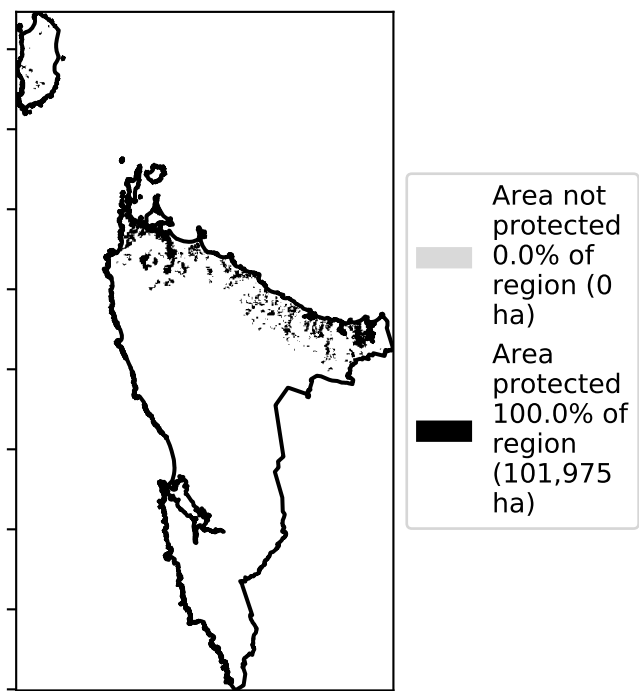 Area not
protected
0.0% of
region (0
ha)
Area
protected
100.0% of
region
(101,975
ha)